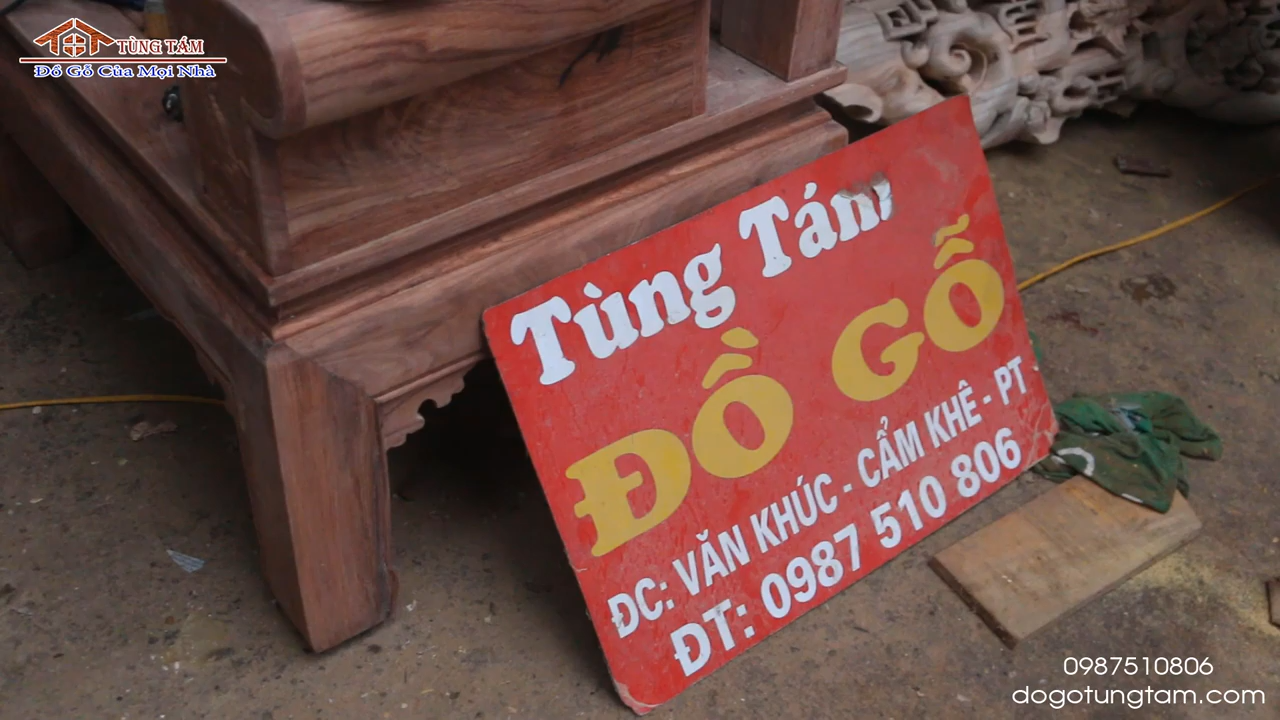 TÙNG TÁM
Đồ Gỗ Của Mọi Nhà
Tùng Tám
ĐỒ GỖ
ĐC: VĂN KHÚC - CẨM KHÊ - PT
ĐT: 0987 510 806
0987510806
dogotungtam.com